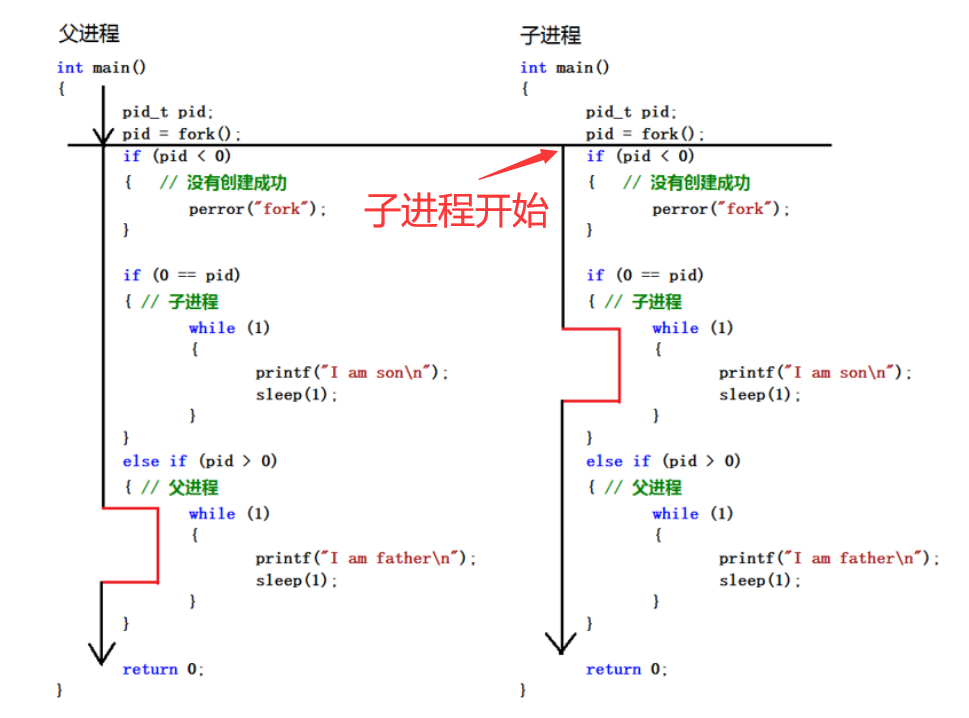 父进程
int main()
{
pid_t pid;
pid = fork();
if (pid < 0)
{ // 没有创建成功
perror("fork");
}
if (0 == pid)
{ // 子进程
while (1)
{
printf("I am son\n");
sleep(1);
}
}
else if (pid > 0)
{ // 父进程
while (1)
{
printf("I am father\n");
sleep(1);
}
}
return 0;
}
子进程开始
子进程
int main()
{
pid_t pid;
pid = fork();
if (pid < 0)
{ // 没有创建成功
perror("fork");
}
if (0 == pid)
{ // 子进程
while (1)
{
printf("I am son\n");
sleep(1);
}
}
else if (pid > 0)
{ // 父进程
while (1)
{
printf("I am father\n");
sleep(1);
}
}
return 0;
}